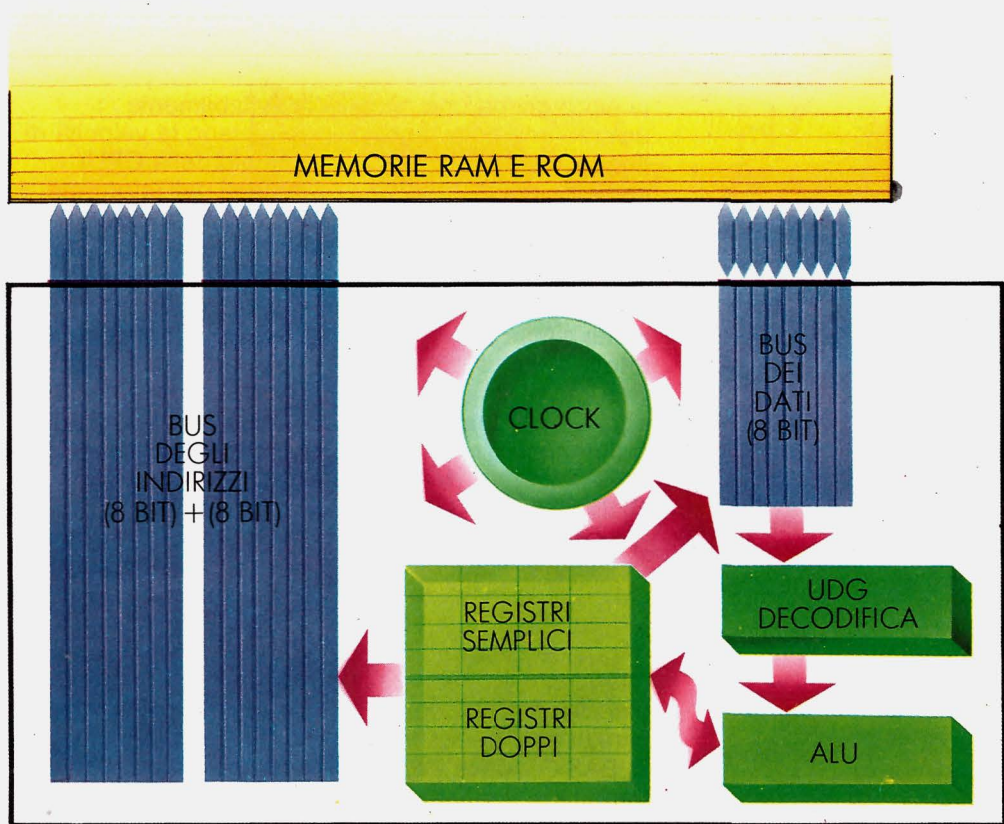 MEMORIE RAM E ROM
BUS
DEGLI
INDIRIZZI
(8 BIT) + (8 BIT)
CLOCK
BUS
DEI
DATI
(8 BIT)
REGISTRI
SEMPLICI
REGISTRI
DOPPI
UDG
DECODIFICA
ALU